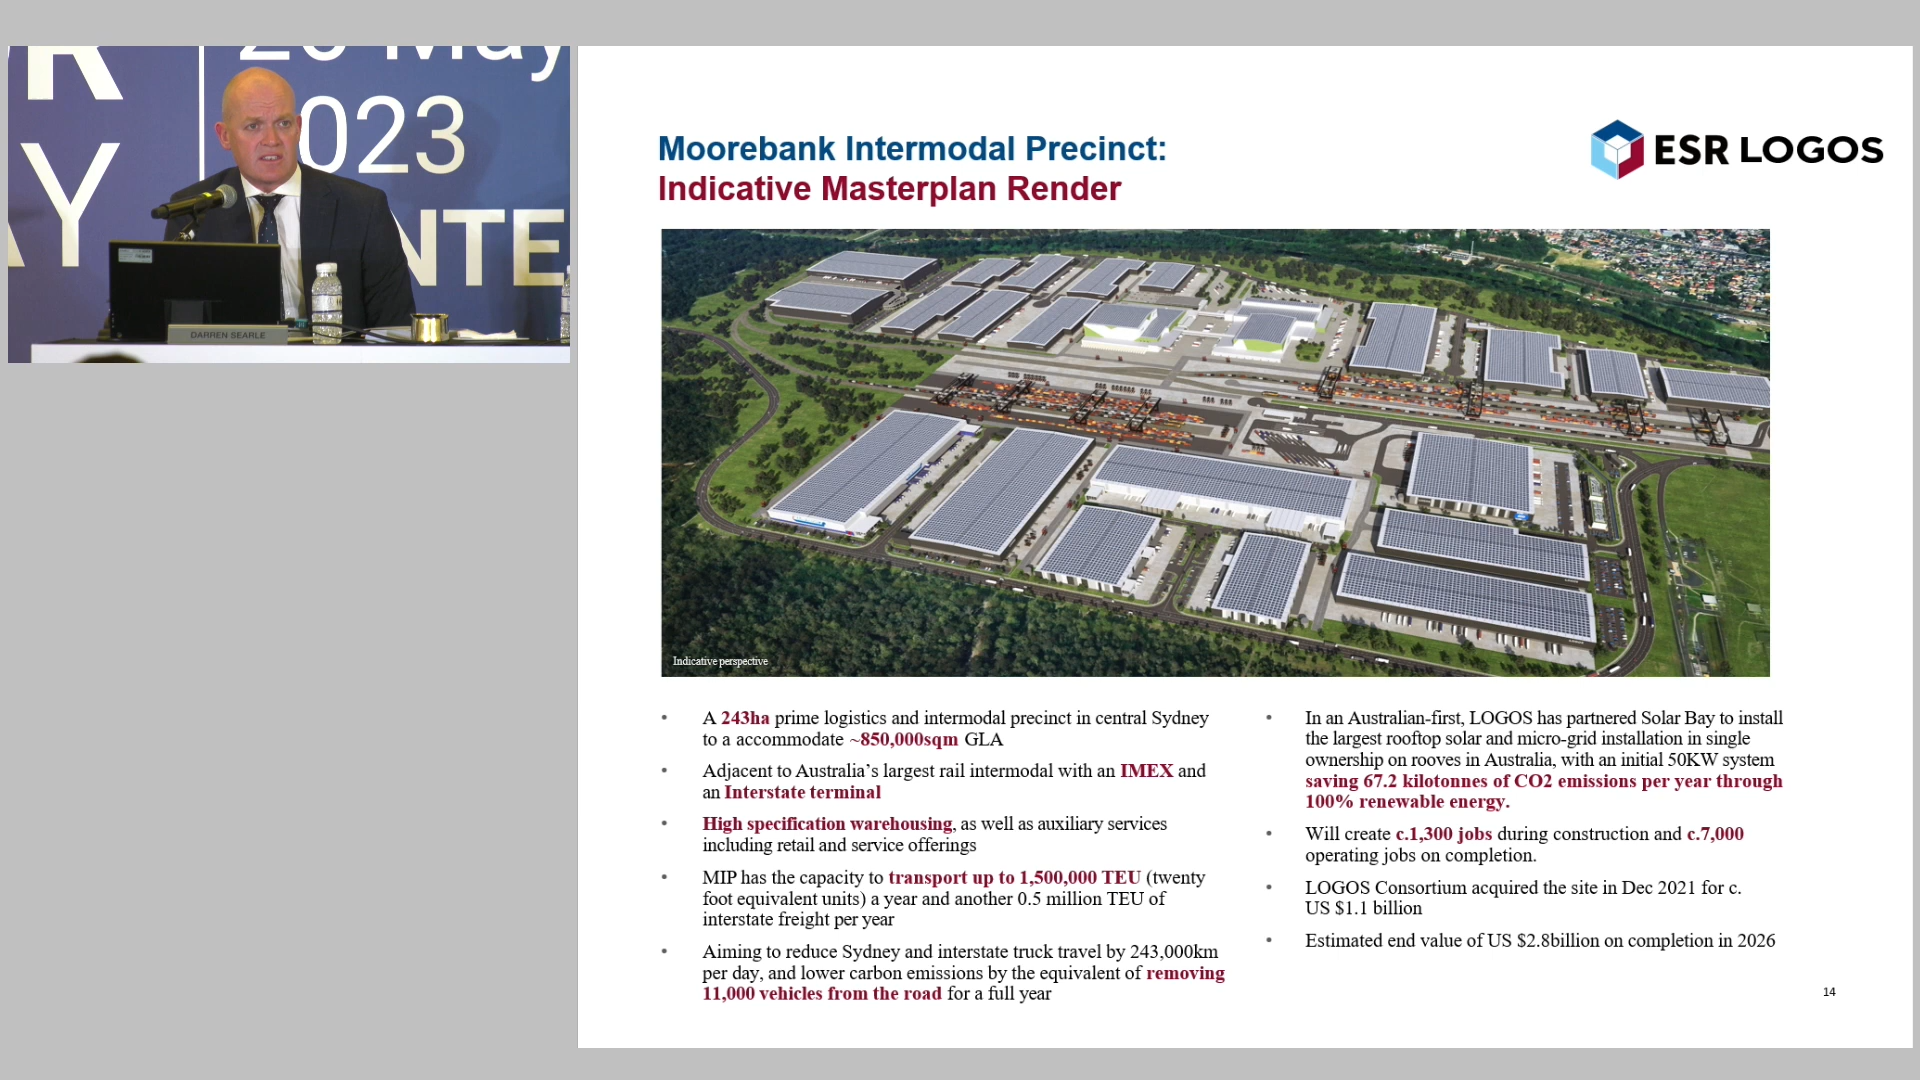 R
AY
26 May
2023
NTE
DARREN SEARLE
Moorebank Intermodal Precinct:
Indicative Masterplan Render
ESR LOGOS
Indicative perspective
• A 243ha prime logistics and intermodal precinct in central Sydney
to a accommodate ~850,000sqm GLA
• Adjacent to Australia’s largest rail intermodal with an IMEX and
an Interstate terminal
• High specification warehousing, as well as auxiliary services
including retail and service offerings
• MIP has the capacity to transport up to 1,500,000 TEU (twenty
foot equivalent units) a year and another 0.5 million TEU of
interstate freight per year
• Aiming to reduce Sydney and interstate truck travel by 243,000km
per day, and lower carbon emissions by the equivalent of removing
11,000 vehicles from the road for a full year
• In an Australian-first, LOGOS has partnered Solar Bay to install
the largest rooftop solar and micro-grid installation in single
ownership on rooves in Australia, with an initial 50KW system
saving 67.2 kilotonnes of CO2 emissions per year through
100% renewable energy.
• Will create c.1,300 jobs during construction and c.7,000
operating jobs on completion.
• LOGOS Consortium acquired the site in Dec 2021 for c.
US $1.1 billion
• Estimated end value of US $2.8billion on completion in 2026
14